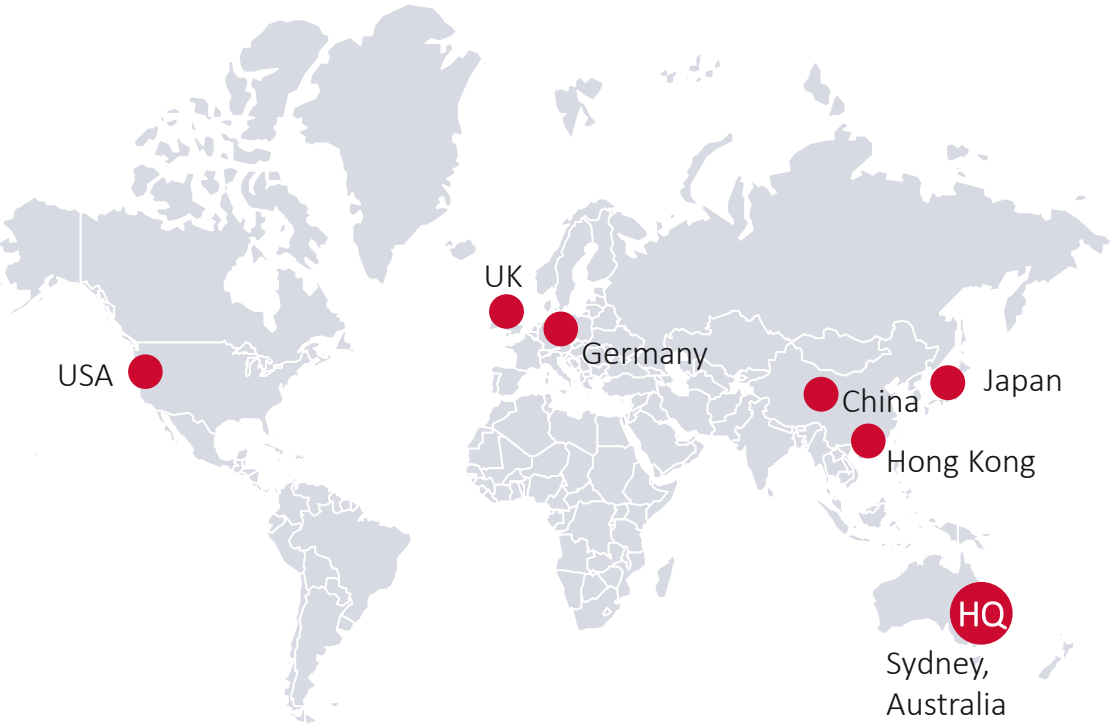 UK
Germany
USA
Japan
China
Hong Kong
HQ
Sydney,
Australia